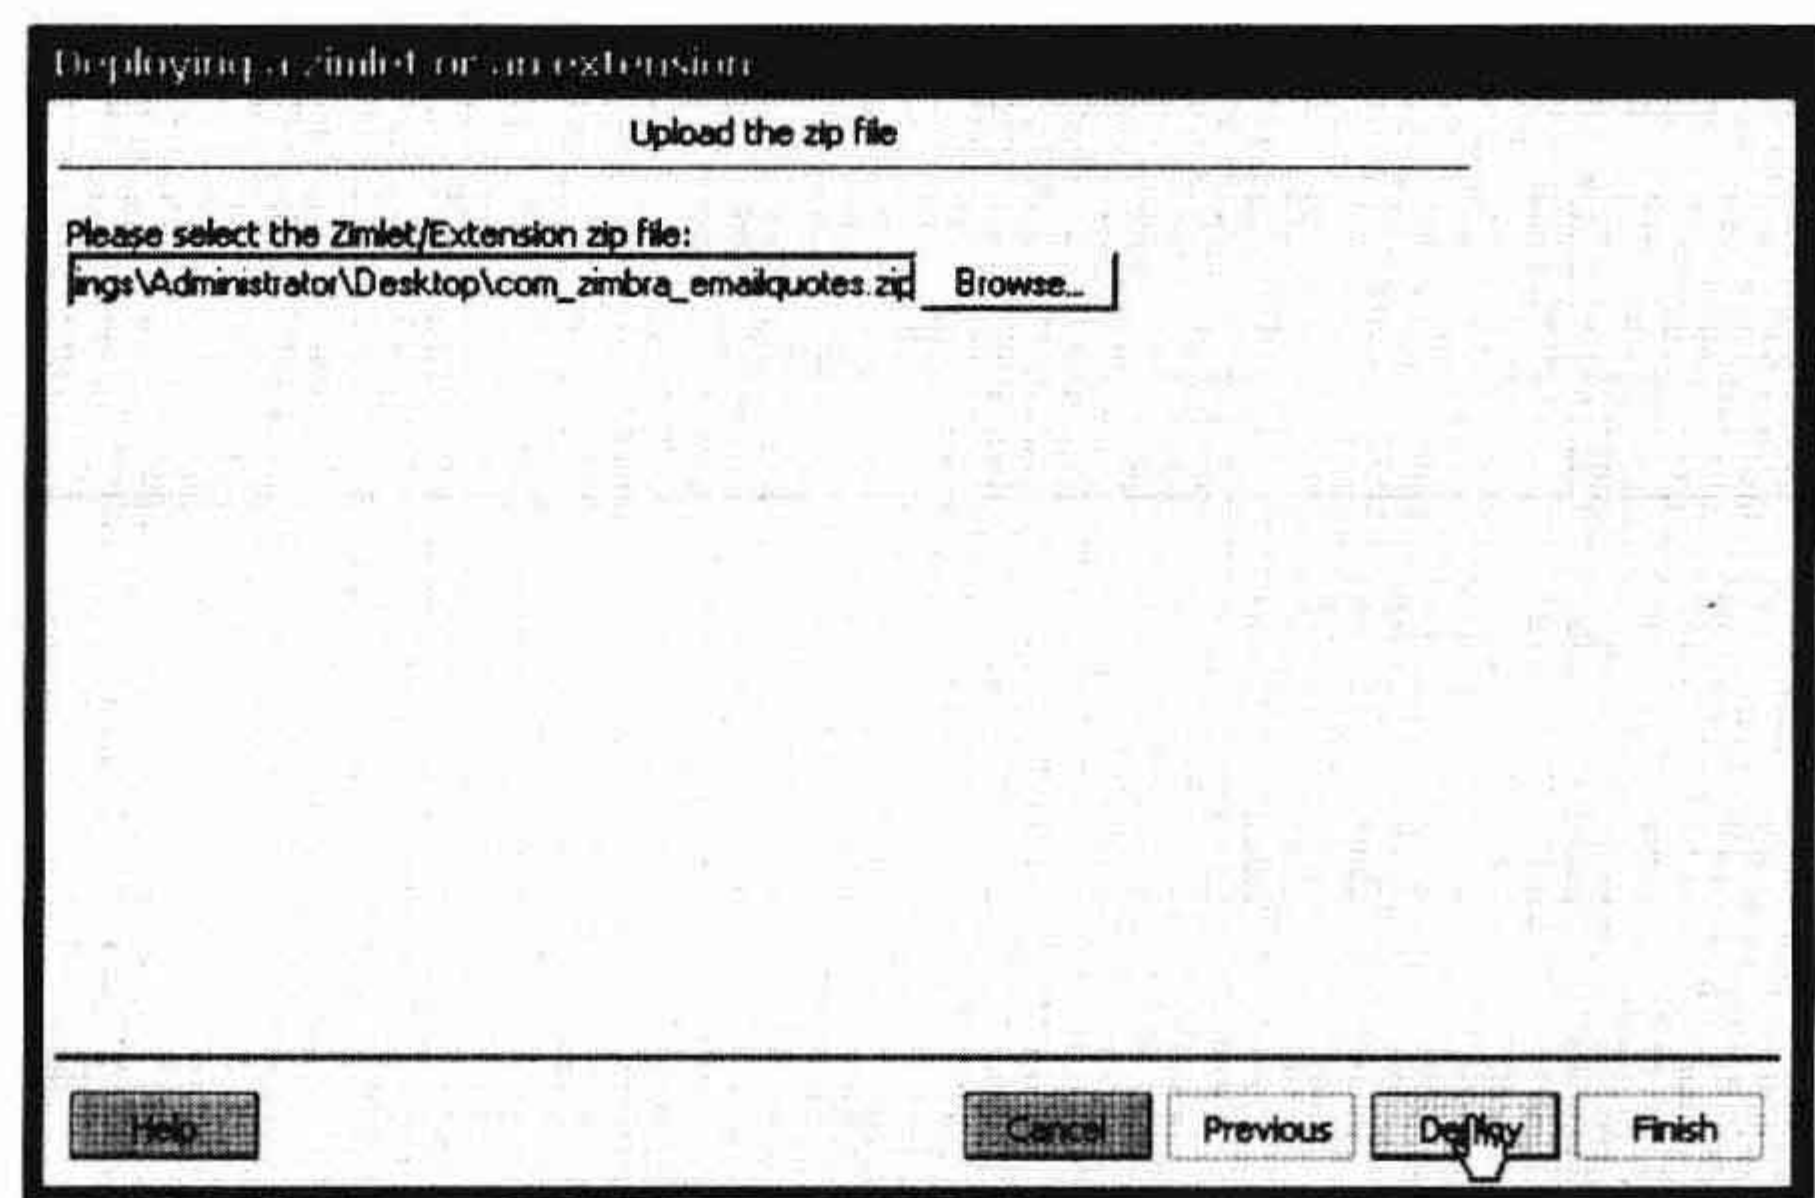 Deploying a zimlet or an extension
Upload the zip file
Please select the Zimlet/Extension zip file:
ings\Administrator\Desktop\com_zimbra_emailquotes.zip Browse...
Help Cancel Previous Deploy Finish